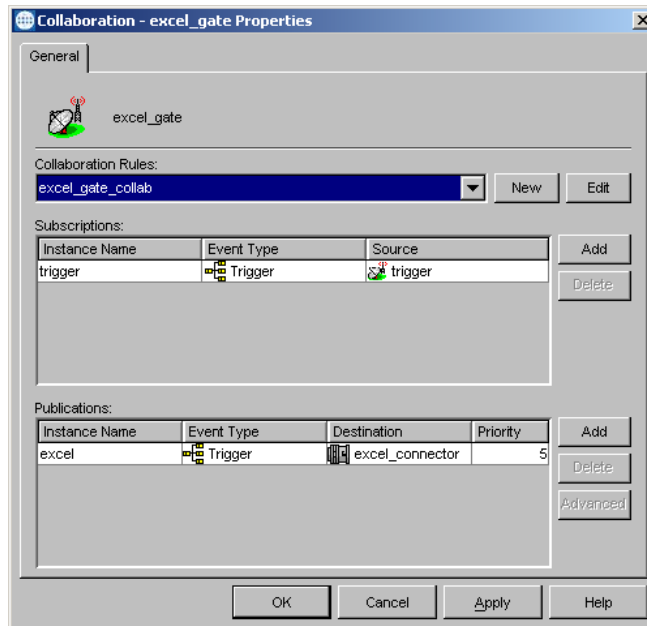 Collaboration - excel_gate Properties
General
excel_gate
Collaboration Rules:
excel_gate_collab New Edit
Subscriptions:
Instance Name Event Type Source Add
trigger Trigger trigger
Delete
Publications:
Instance Name Event Type Destination Priority Add
excel Trigger excel_connector 5
Delete
Advanced
OK Cancel Apply Help